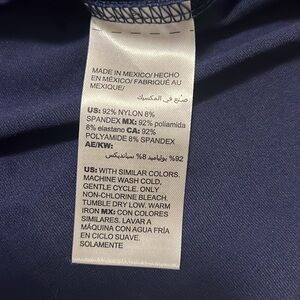 MADE IN MEXICO/ HECHO
EN MÉXICO/ FABRIQUÉ AU
MEXIQUE/
صنع في المكسيك
US: 92% NYLON 8%
SPANDEX MX: 92% poliamida
8% elastano CA: 92%
POLYAMIDE 8% SPANDEX
AE/KW:
92% بولياميد 8% سبانديكس
US: WITH SIMILAR COLORS.
MACHINE WASH COLD,
GENTLE CYCLE. ONLY
NON-CHLORINE BLEACH.
TUMBLE DRY LOW. WARM
IRON MX: CON COLORES
SIMILARES. LAVAR A
MÁQUINA CON AGUA FRÍA
EN CICLO SUAVE.
SOLAMENTE